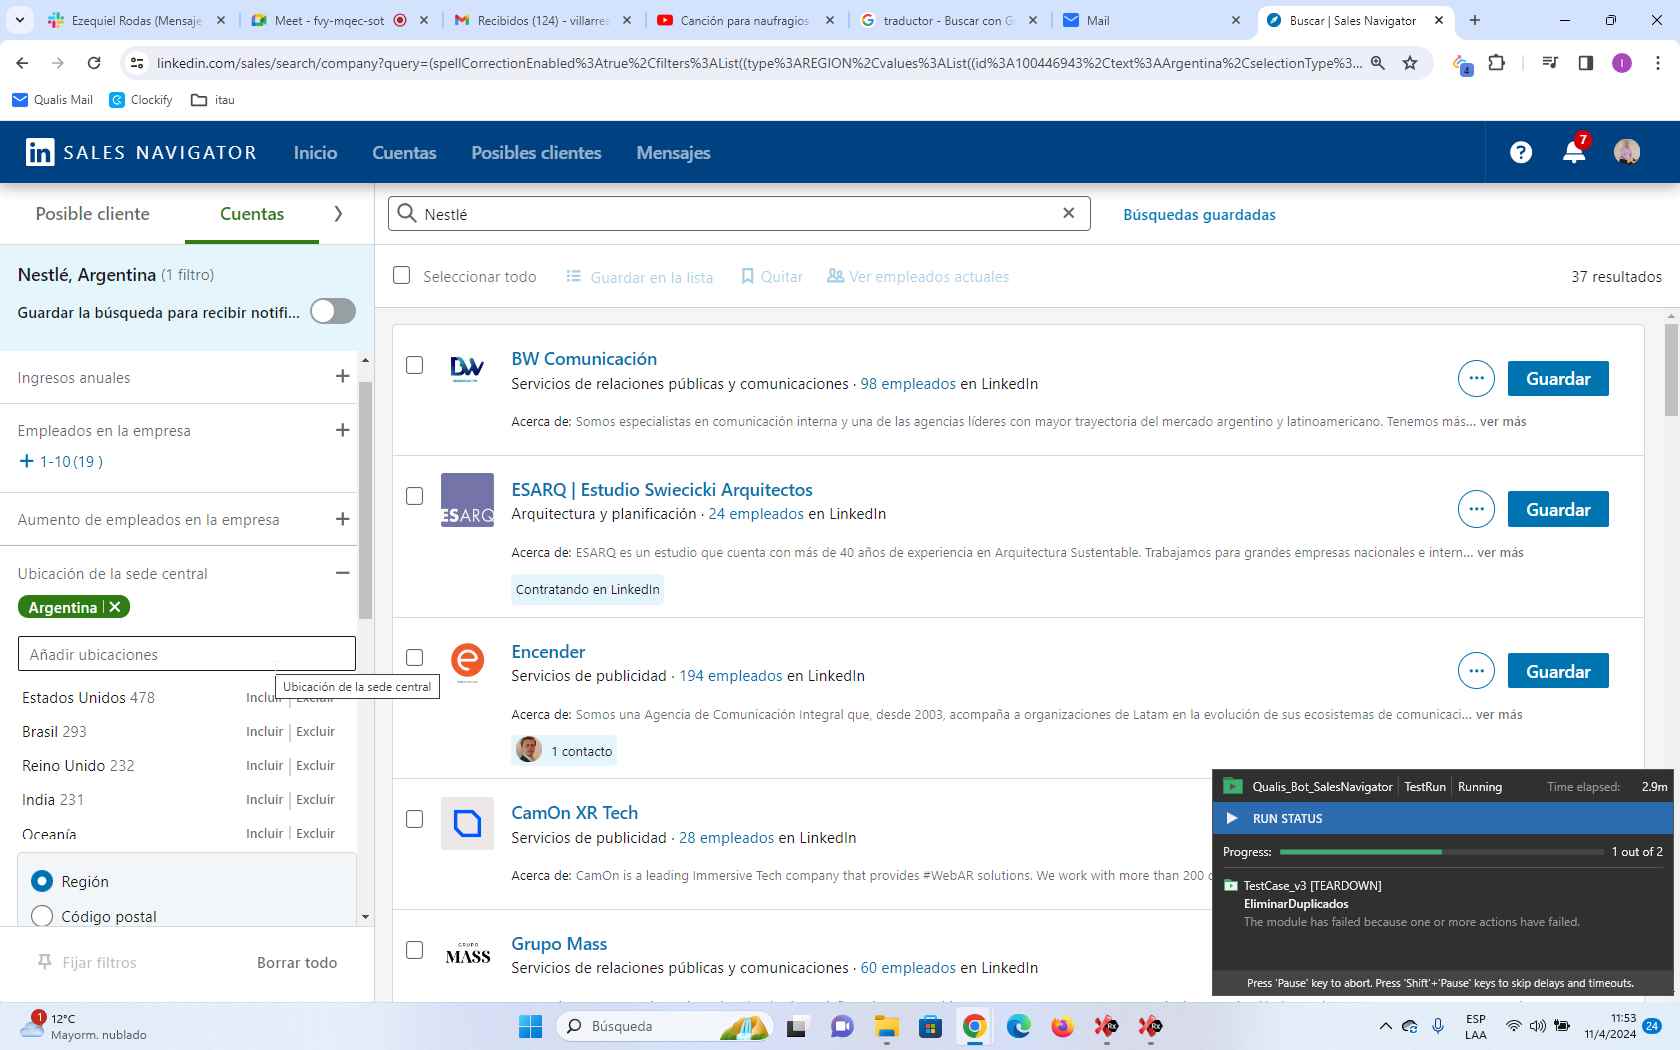 Ezequiel Rodas (Mensaje
Meet - fvy-mqec-sot
Recibidos (124) - villarrea
Canción para naufragios
traductor - Buscar con G
Mail
Buscar | Sales Navigator
linkedin.com/sales/search/company?query=(spellCorrectionEnabled%3Atrue%2Cfilters%3AList((type%3AREGION%2Cvalues%3AList((id%3A100446943%2Ctext%3AArgentina%2CselectionType%3...
4
I
Qualis Mail
Clockify
itau
in SALES NAVIGATOR
Inicio
Cuentas
Posibles clientes
Mensajes
?
7
Posible cliente
Cuentas
Nestlé
Búsquedas guardadas
Nestlé, Argentina (1 filtro)
Guardar la búsqueda para recibir notifi...
Seleccionar todo
Guardar en la lista
Quitar
Ver empleados actuales
37 resultados
Ingresos anuales
Empleados en la empresa
1-10 (19 )
Aumento de empleados en la empresa
Ubicación de la sede central
Argentina
Añadir ubicaciones
Ubicación de la sede central
Estados Unidos 478
Incluir
Excluir
Brasil 293
Incluir
Excluir
Reino Unido 232
Incluir
Excluir
India 231
Incluir
Excluir
Oceanía
Incluir
Excluir
Región
Código postal
Fijar filtros
Borrar todo
BW
BW Comunicación
Servicios de relaciones públicas y comunicaciones · 98 empleados en LinkedIn
Acerca de: Somos especialistas en comunicación interna y una de las agencias líderes con mayor trayectoria del mercado argentino y latinoamericano. Tenemos más... ver más
Guardar
ESARQ
ESARQ | Estudio Swiecicki Arquitectos
Arquitectura y planificación · 24 empleados en LinkedIn
Acerca de: ESARQ es un estudio que cuenta con más de 40 años de experiencia en Arquitectura Sustentable. Trabajamos para grandes empresas nacionales e intern... ver más
Contratando en LinkedIn
Guardar
e
Encender
Servicios de publicidad · 194 empleados en LinkedIn
Acerca de: Somos una Agencia de Comunicación Integral que, desde 2003, acompaña a organizaciones de Latam en la evolución de sus ecosistemas de comunicaci... ver más
1 contacto
Guardar
CamOn XR Tech
Servicios de publicidad · 28 empleados en LinkedIn
Acerca de: CamOn is a leading Immersive Tech company that provides #WebAR solutions. We work with more than 200 c
GRUPO
MASS
Grupo Mass
Servicios de relaciones públicas y comunicaciones · 60 empleados en LinkedIn
Qualis_Bot_SalesNavigator
TestRun
Running
Time elapsed:
2.9m
RUN STATUS
Progress:
1 out of 2
TestCase_v3 [TEARDOWN]
EliminarDuplicados
The module has failed because one or more actions have failed.
Press 'Pause' key to abort. Press 'Shift'+'Pause' keys to skip delays and timeouts.
1
12°C
Mayorm. nublado
Búsqueda
Rx
Rx
ESP
LAA
11:53
11/4/2024
24